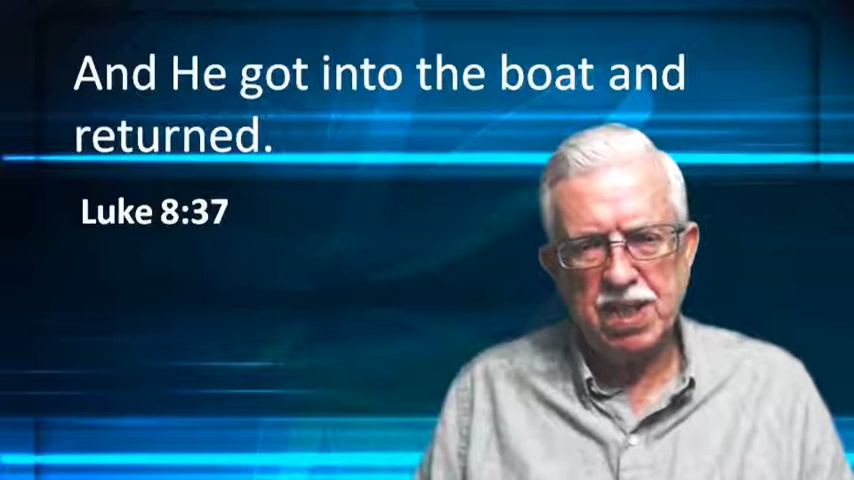 And He got into the boat and
returned.
Luke 8:37